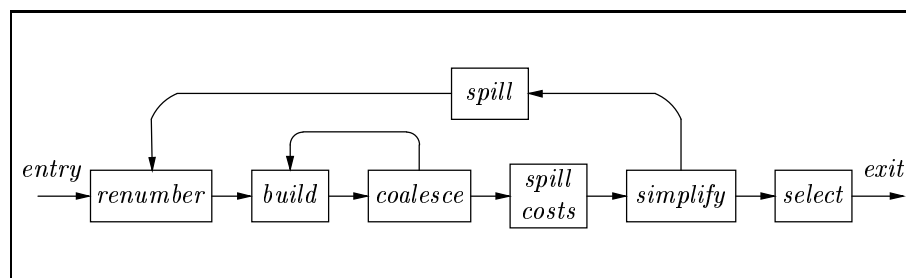 spill
entry
renumber
build
coalesce
spill
costs
simplify
select
exit